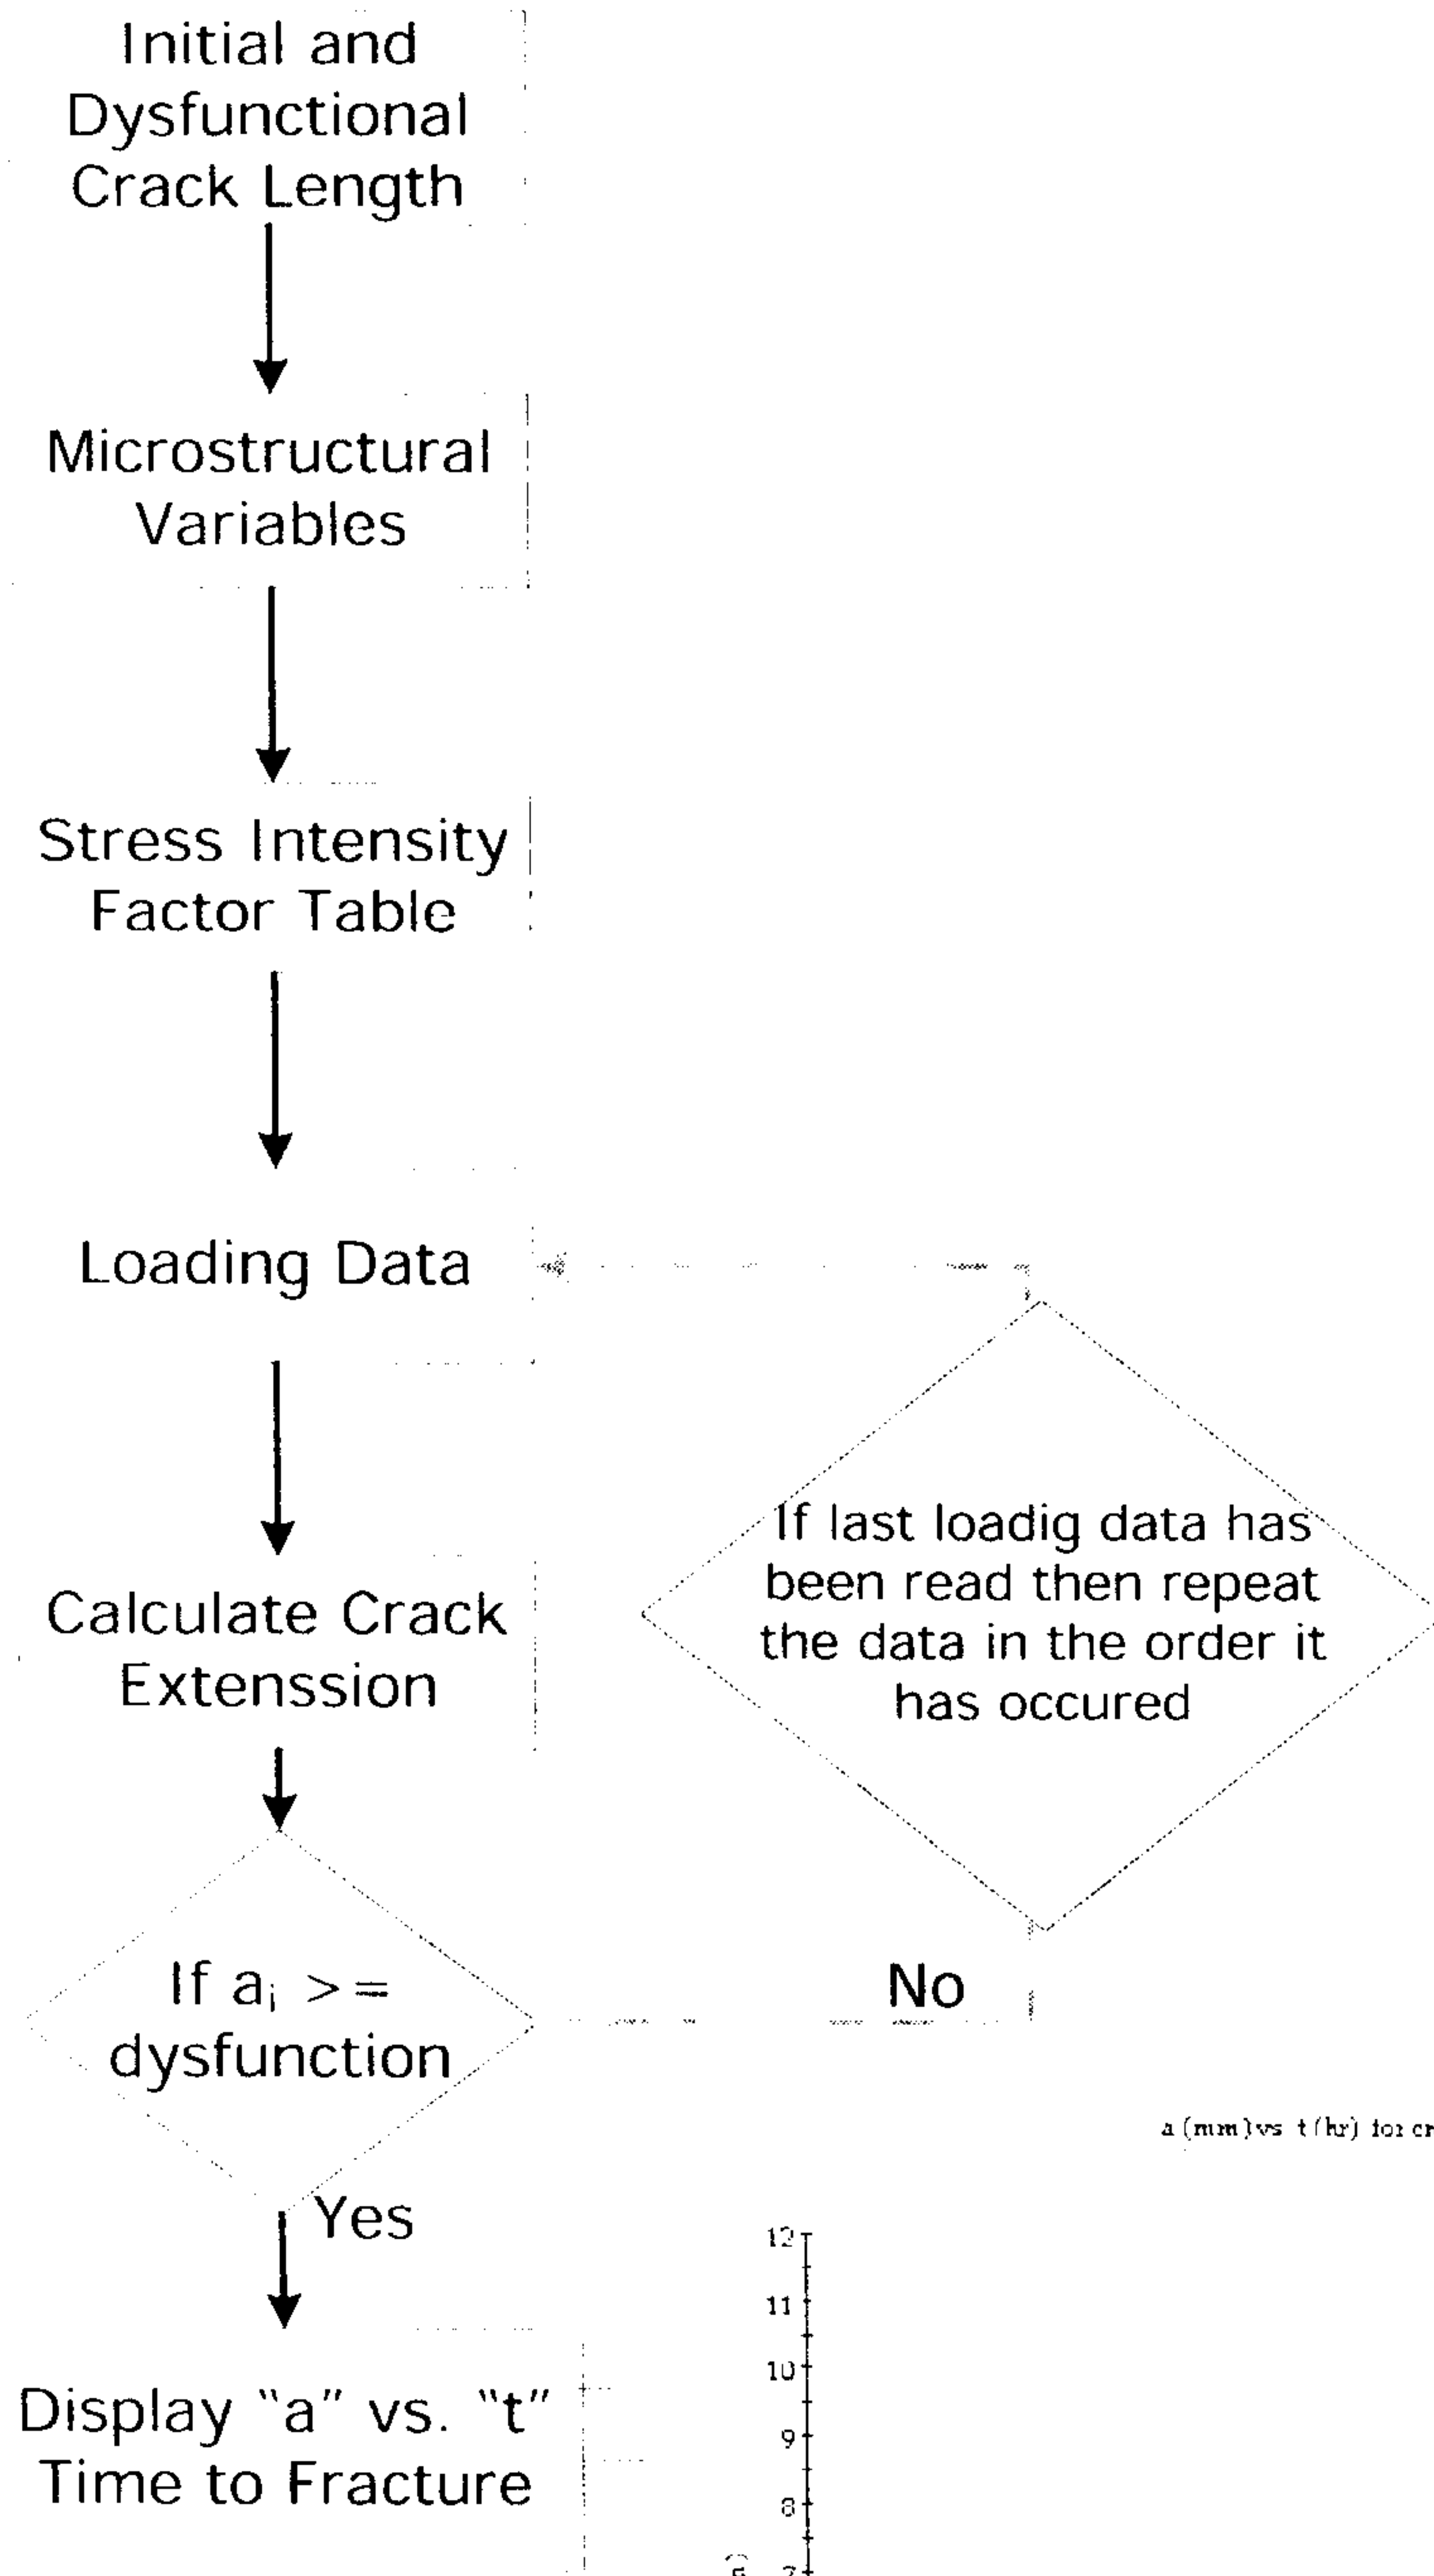 Initial and
Dysfunctional
Crack Length
Microstructural
Variables
Stress Intensity
Factor Table
Loading Data
If last loadig data has
been read then repeat
the data in the order it
has occured
Calculate Crack
Extenssion
If aᵢ >=
dysfunction
No
Yes
a (mm) vs t (hr) for cr
Display “a” vs. “t”
Time to Fracture
12
11
10
9
8
7